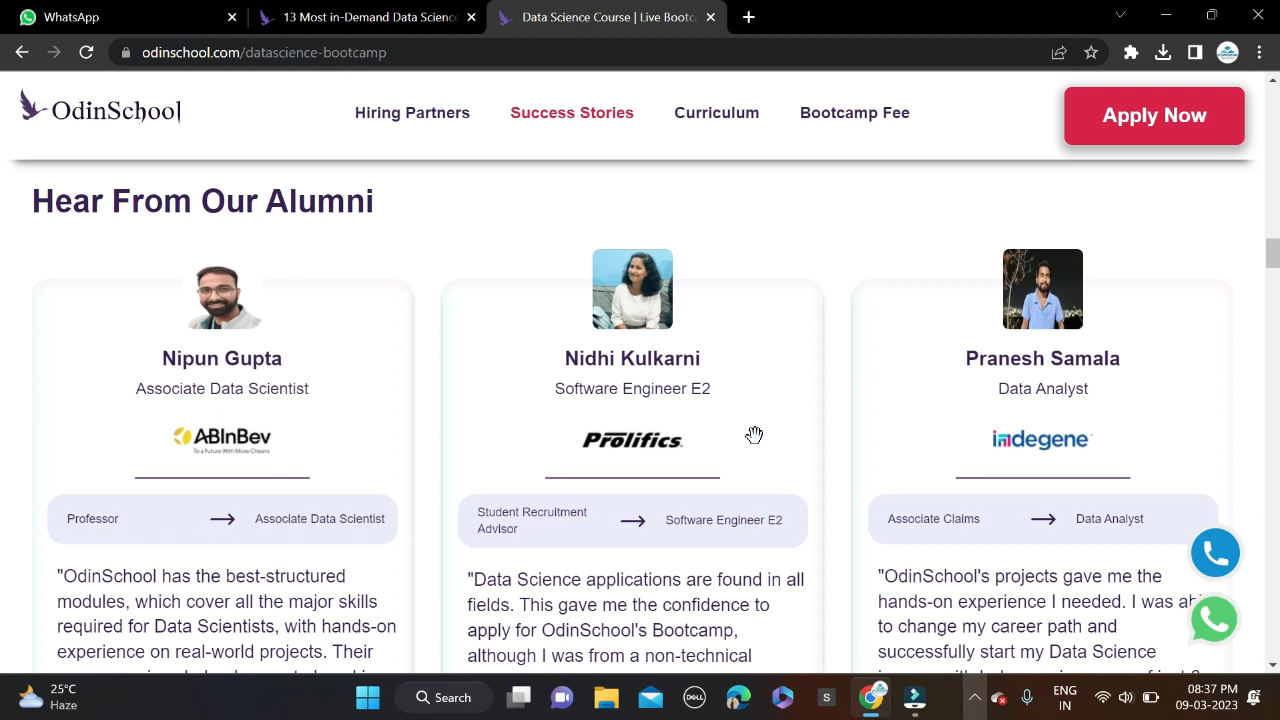 WhatsApp
13 Most in-Demand Data Science
Data Science Course | Live Bootc
odinschool.com/datascience-bootcamp
OdinSchool
Hiring Partners
Success Stories
Curriculum
Bootcamp Fee
Apply Now
Hear From Our Alumni
Nipun Gupta
Associate Data Scientist
ABInBev
To a Future With More Cheers
Professor → Associate Data Scientist
"OdinSchool has the best-structured
modules, which cover all the major skills
required for Data Scientists, with hands-on
experience on real-world projects. Their
Nidhi Kulkarni
Software Engineer E2
Prolifics.
Student Recruitment
Advisor → Software Engineer E2
"Data Science applications are found in all
fields. This gave me the confidence to
apply for OdinSchool's Bootcamp,
although I was from a non-technical
Pranesh Samala
Data Analyst
indegene
Associate Claims → Data Analyst
"OdinSchool's projects gave me the
hands-on experience I needed. I was
to change my career path and
successfully start my Data Science
25°C
Haze
Search
DELL
S
ENG
IN
08:37 PM
09-03-2023